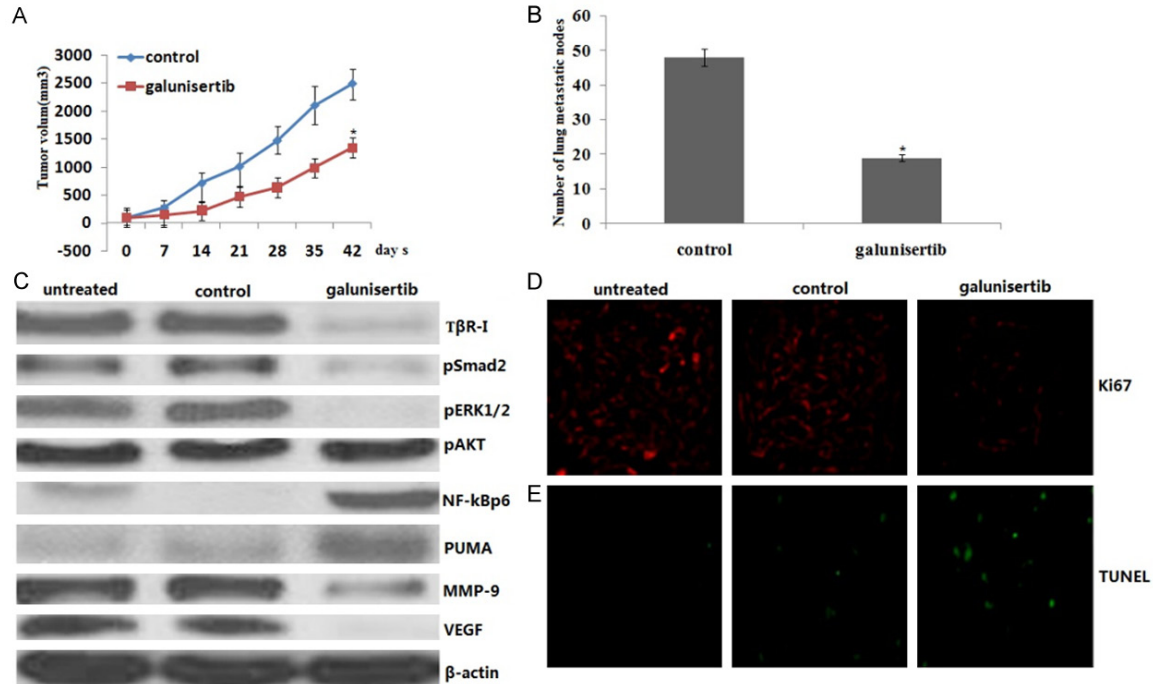 A
Tumor volum(mm3)
3000
2500
2000
1500
1000
500
0
-500
control
galunisertib
*
0 7 14 21 28 35 42 day s
B
Number of lung metastatic nodes
60
50
40
30
20
10
0
*
control galunisertib
C
untreated control galunisertib
TβR-I
pSmad2
pERK1/2
pAKT
NF-kBp6
PUMA
MMP-9
VEGF
β-actin
D
untreated control galunisertib
Ki67
E
TUNEL